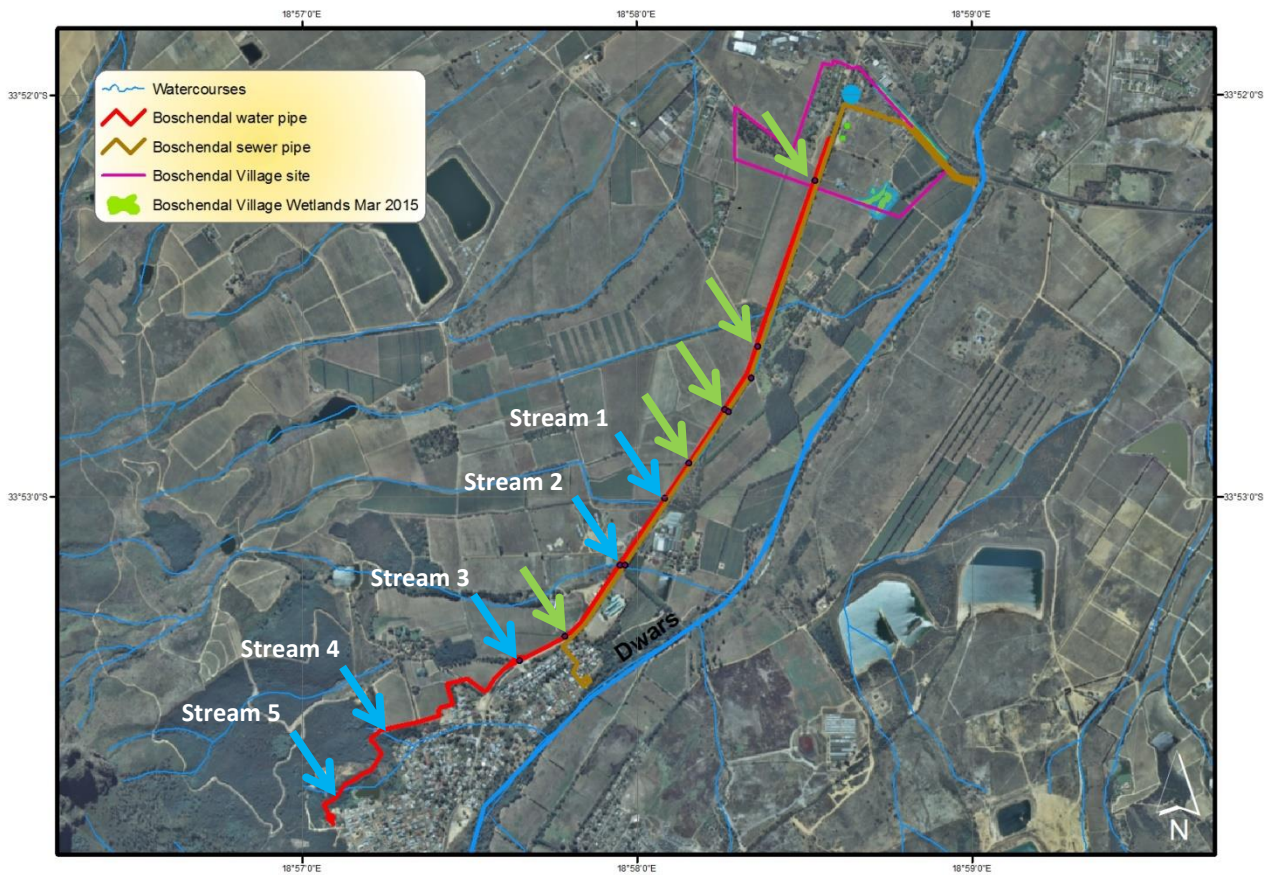 18°57'0"E
18°58'0"E
18°59'0"E
33°52'0"S
33°52'0"S
Watercourses
Boschendal water pipe
Boschendal sewer pipe
Boschendal Village site
Boschendal Village Wetlands Mar 2015
Stream 1
Stream 2
33°53'0"S
33°53'0"S
Stream 3
Dwars
Stream 4
Stream 5
N
18°57'0"E
18°58'0"E
18°59'0"E